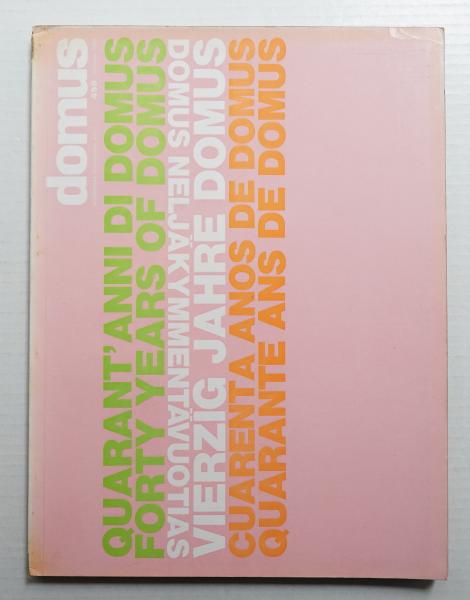 domus
459
QUARANT'ANNI DI DOMUS
FORTY YEARS OF DOMUS
DOMUS NELJÄKYMMENTÄVUOTIAS
VIERZIG JAHRE DOMUS
CUARENTA ANOS DE DOMUS
QUARANTE ANS DE DOMUS